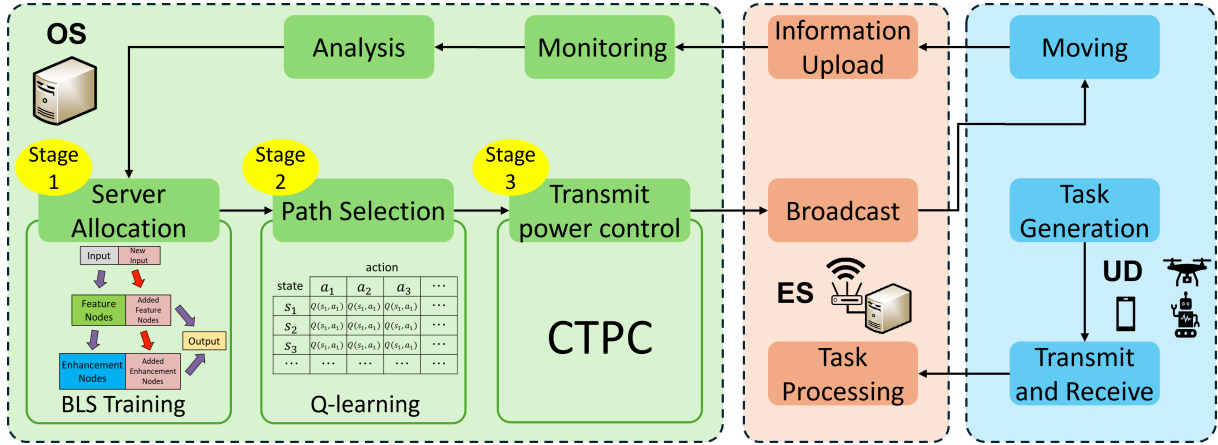 OS
Analysis
Monitoring
Information
Upload
Moving
Stage
1
Stage
2
Stage
3
Server
Allocation
Path Selection
Transmit
power control
Broadcast
Task
Generation
Input
New
Input
Feature
Nodes
Added
Feature
Nodes
Output
Enhancement
Nodes
Added
Enhancement
Nodes
BLS Training
action
state a₁ a₂ a₃ ⋯
s₁ Q(s₁, a₁) Q(s₁, a₁) Q(s₁, a₁) ⋯
s₂ Q(s₁, a₁) Q(s₁, a₁) Q(s₁, a₁) ⋯
s₃ Q(s₁, a₁) Q(s₁, a₁) Q(s₁, a₁) ⋯
⋯ ⋯ ⋯ ⋯ ⋯
Q-learning
CTPC
ES
UD
Task
Processing
Transmit
and Receive